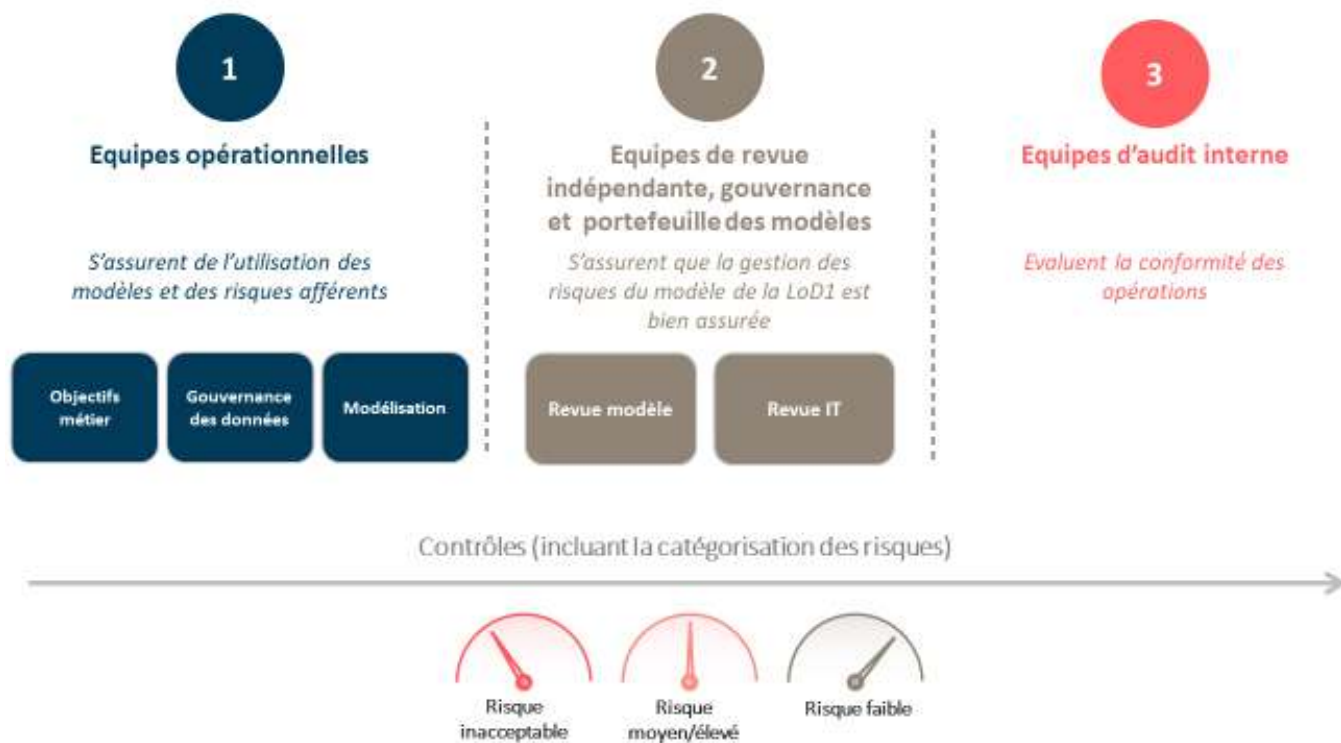 1
Equipes opérationnelles
S'assurent de l'utilisation des
modèles et des risques afférents
Objectifs
métier
Gouvernance
des données
Modélisation
2
Equipes de revue
indépendante, gouvernance
et portefeuille des modèles
S'assurent que la gestion des
risques du modèle de la LoD1 est
bien assurée
Revue modèle
Revue IT
3
Equipes d'audit interne
Evaluent la conformité des
opérations
Contrôles (incluant la catégorisation des risques)
Risque
inacceptable
Risque
moyen/élevé
Risque faible